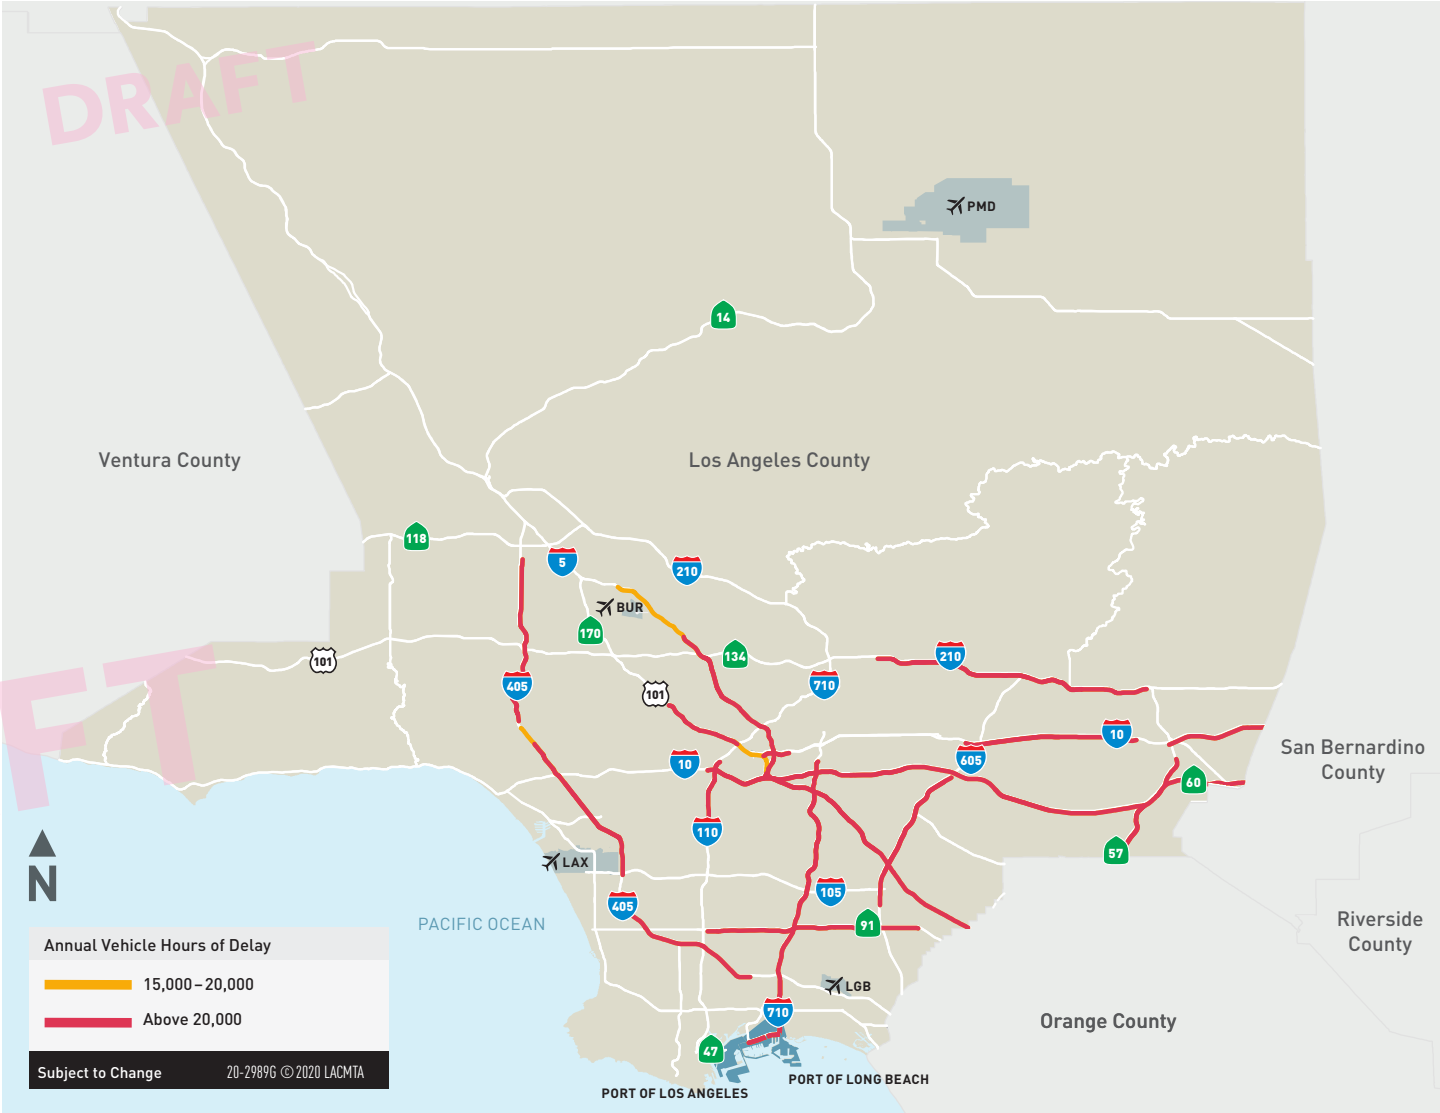 DRAFT
PMD
14
Ventura County
Los Angeles County
118
5
210
BUR
170
134
101
210
405
101
710
10
605
10
San Bernardino
County
60
110
57
LAX
105
405
91
Riverside
County
PACIFIC OCEAN
LGB
710
Orange County
47
PORT OF LONG BEACH
PORT OF LOS ANGELES
FT
N
Annual Vehicle Hours of Delay
15,000–20,000
Above 20,000
Subject to Change
20-2989G ©2020 LACMTA